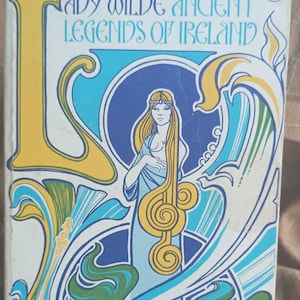 LADY WILDE ANCIENT
LEGENDS OF IRELAND